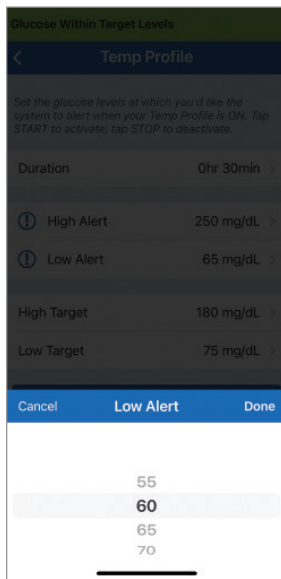 Glucose Within Target Levels
Temp Profile
Set the glucose levels at which you'd like the
system to alert when your Temp Profile is ON. Tap
START to activate; tap STOP to deactivate.
Duration 0hr 30min
High Alert 250 mg/dL
Low Alert 65 mg/dL
High Target 180 mg/dL
Low Target 75 mg/dL
Cancel Low Alert Done
55
60
65
70